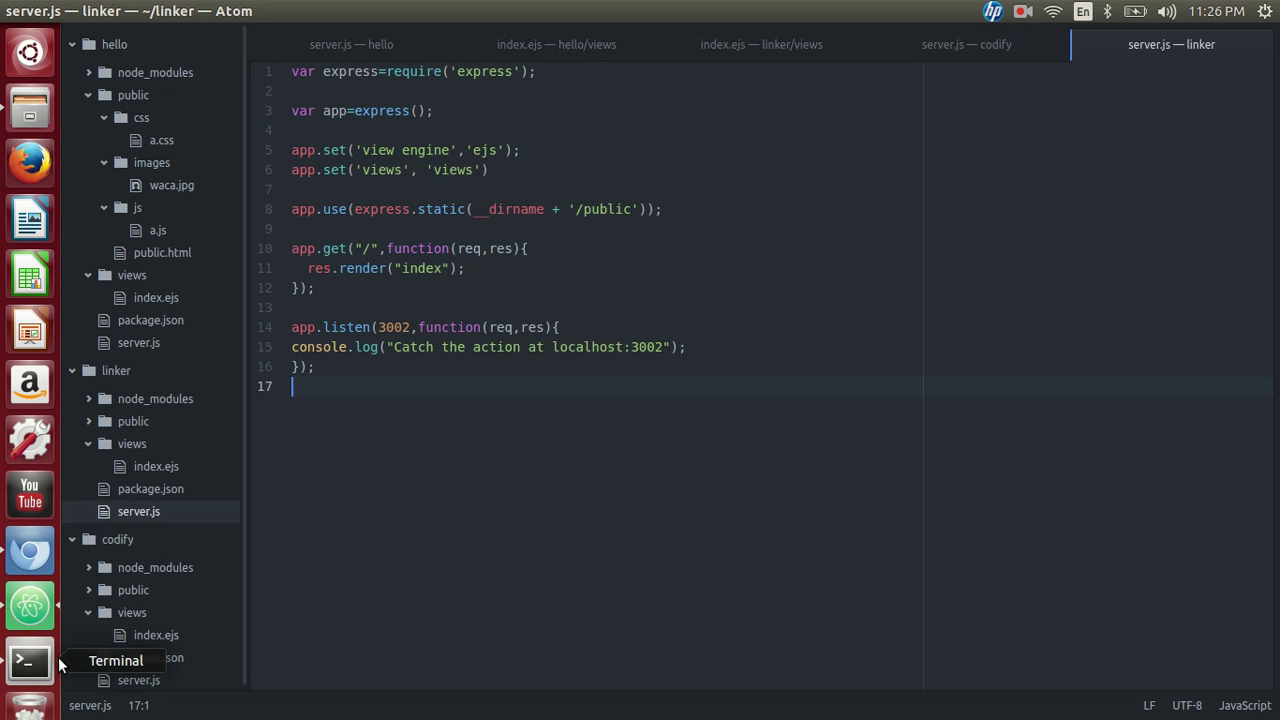 server.js — linker — ~/linker — Atom
hp
En
11:26 PM
hello
node_modules
public
css
a.css
images
waca.jpg
js
a.js
public.html
views
index.ejs
package.json
server.js
linker
node_modules
public
views
index.ejs
package.json
server.js
codify
node_modules
public
views
index.ejs
son
server.js
a
You
Tube
>_
Terminal
server.js — hello
index.ejs — hello/views
index.ejs — linker/views
server.js — codify
server.js — linker
1 var express=require('express');
2
3 var app=express();
4
5 app.set('view engine','ejs');
6 app.set('views', 'views')
7
8 app.use(express.static(__dirname + '/public'));
9
10 app.get("/",function(req,res){
11 res.render("index");
12 });
13
14 app.listen(3002,function(req,res){
15 console.log("Catch the action at localhost:3002");
16 });
17
server.js 17:1
LF UTF-8 JavaScript